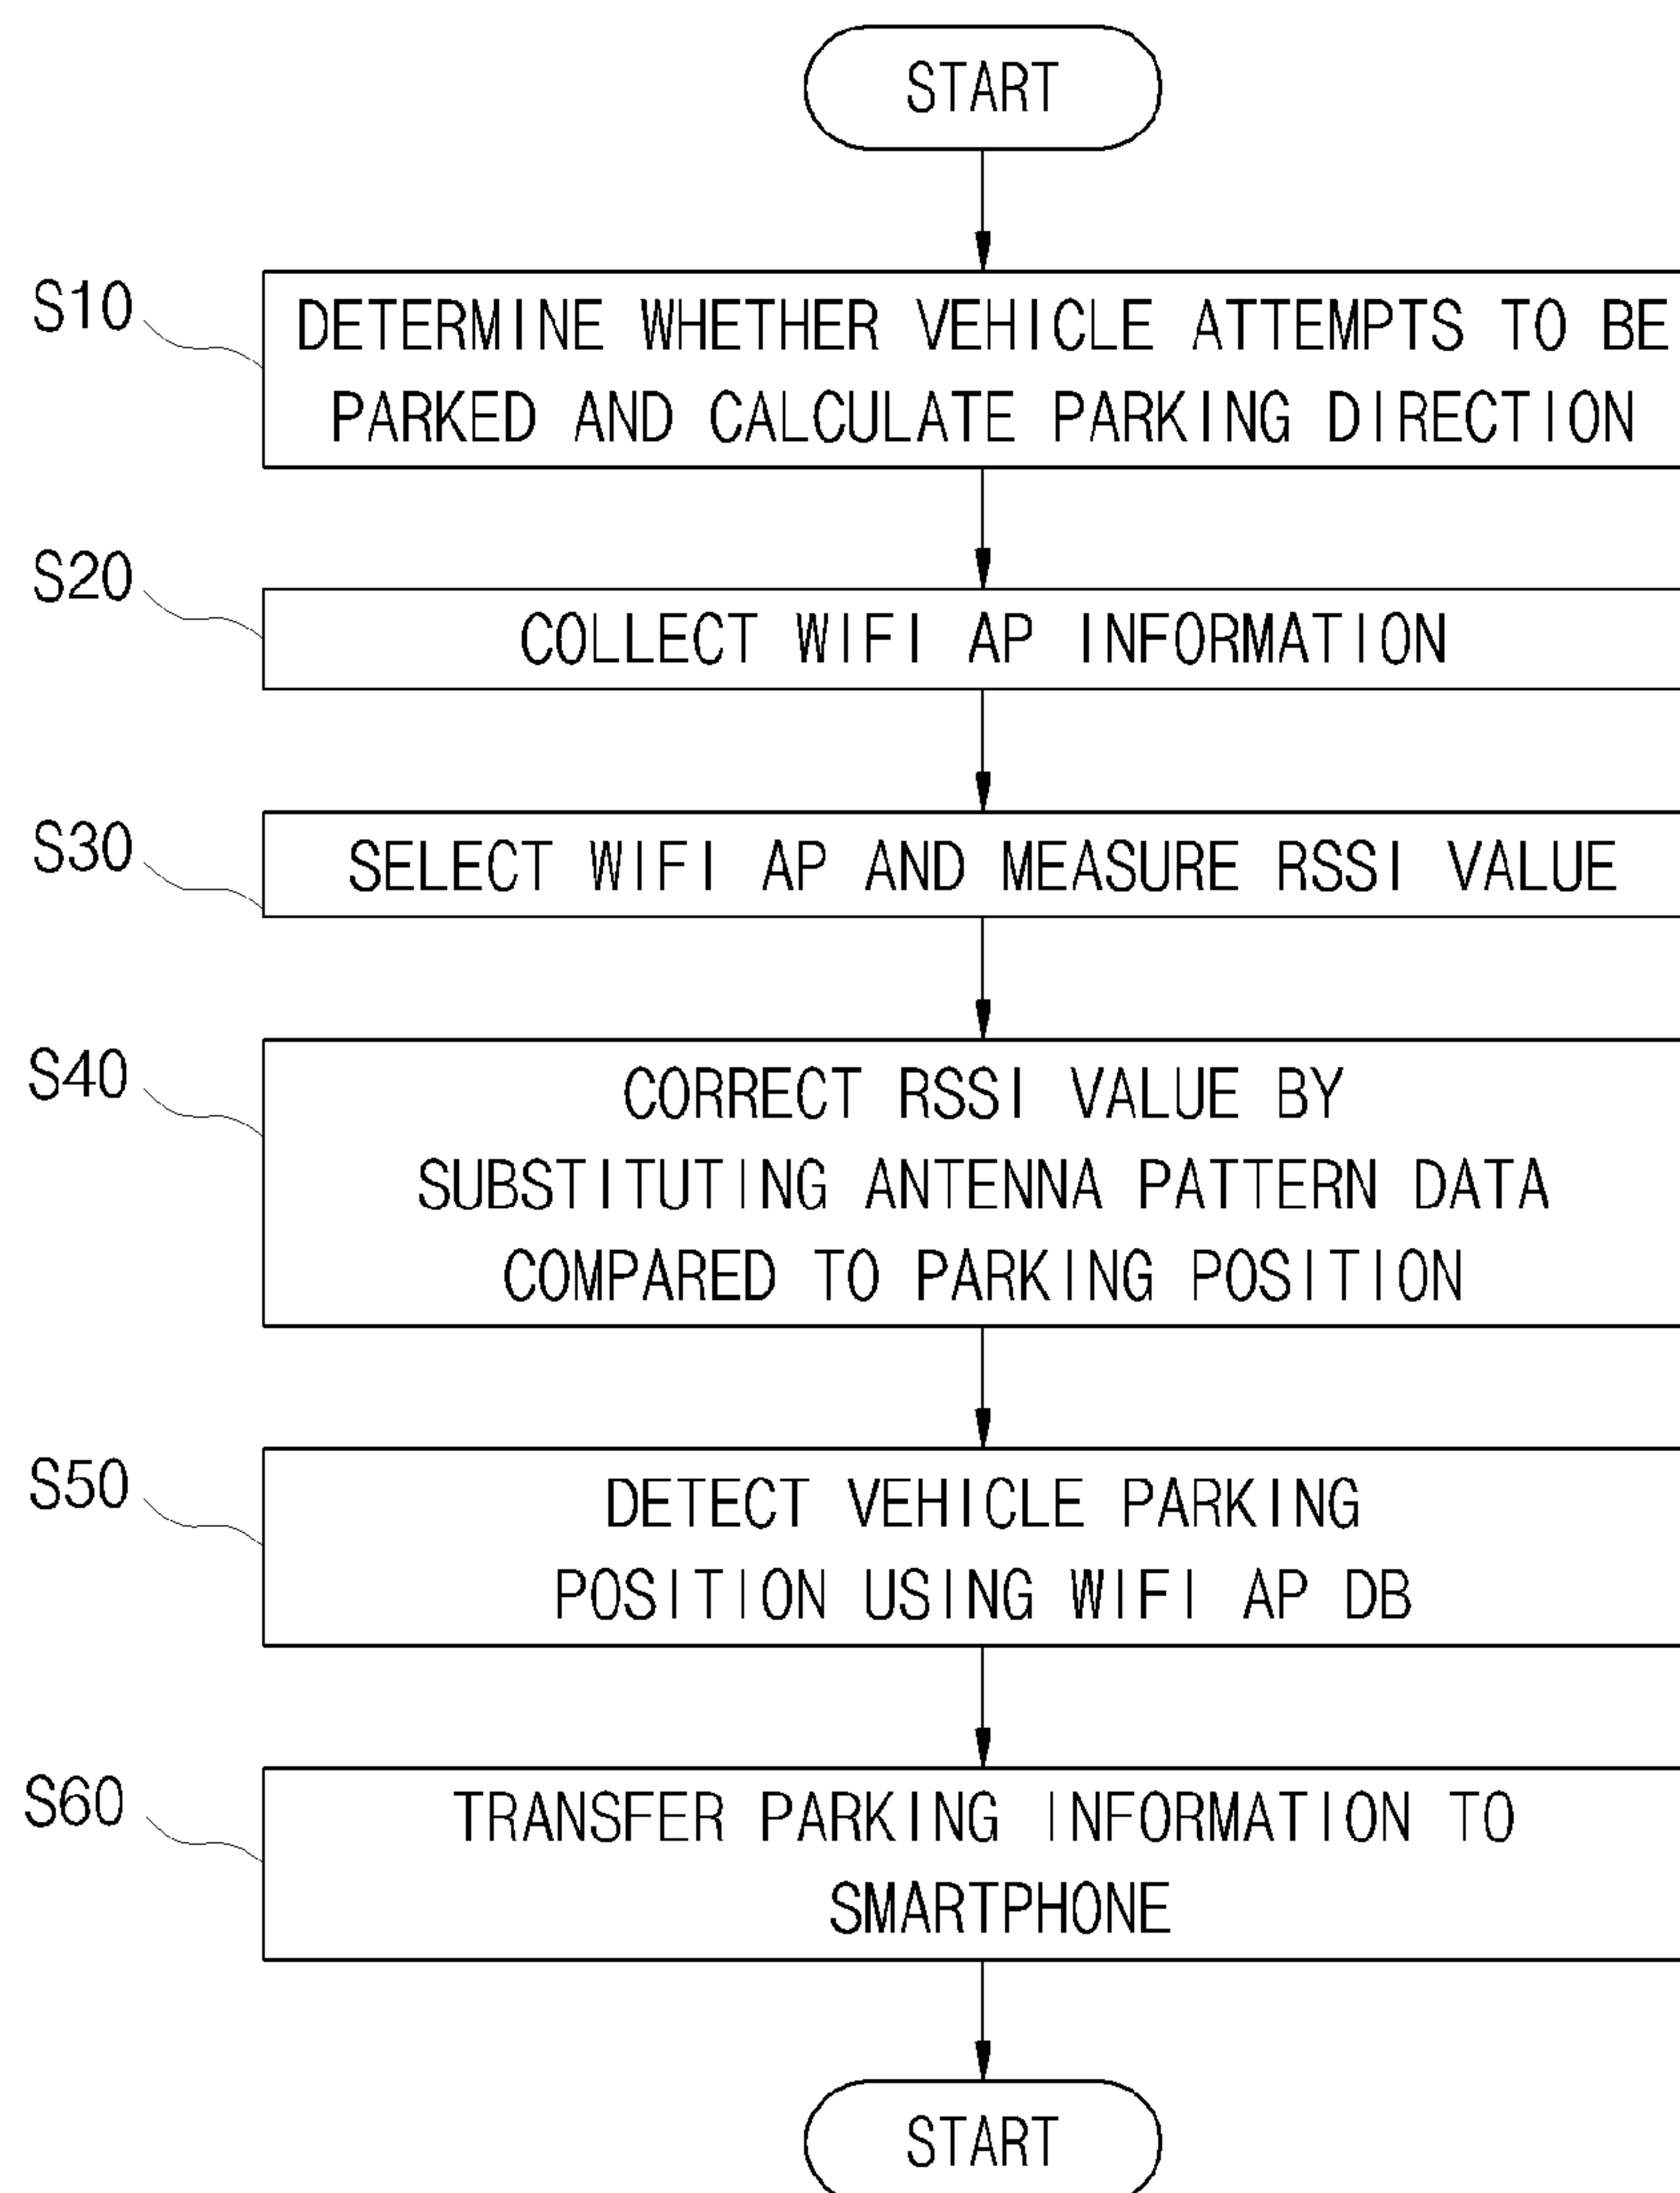 START
S10
DETERMINE WHETHER VEHICLE ATTEMPTS TO BE
PARKED AND CALCULATE PARKING DIRECTION
S20
COLLECT WIFI AP INFORMATION
S30
SELECT WIFI AP AND MEASURE RSSI VALUE
S40
CORRECT RSSI VALUE BY
SUBSTITUTING ANTENNA PATTERN DATA
COMPARED TO PARKING POSITION
S50
DETECT VEHICLE PARKING
POSITION USING WIFI AP DB
S60
TRANSFER PARKING INFORMATION TO
SMARTPHONE
START